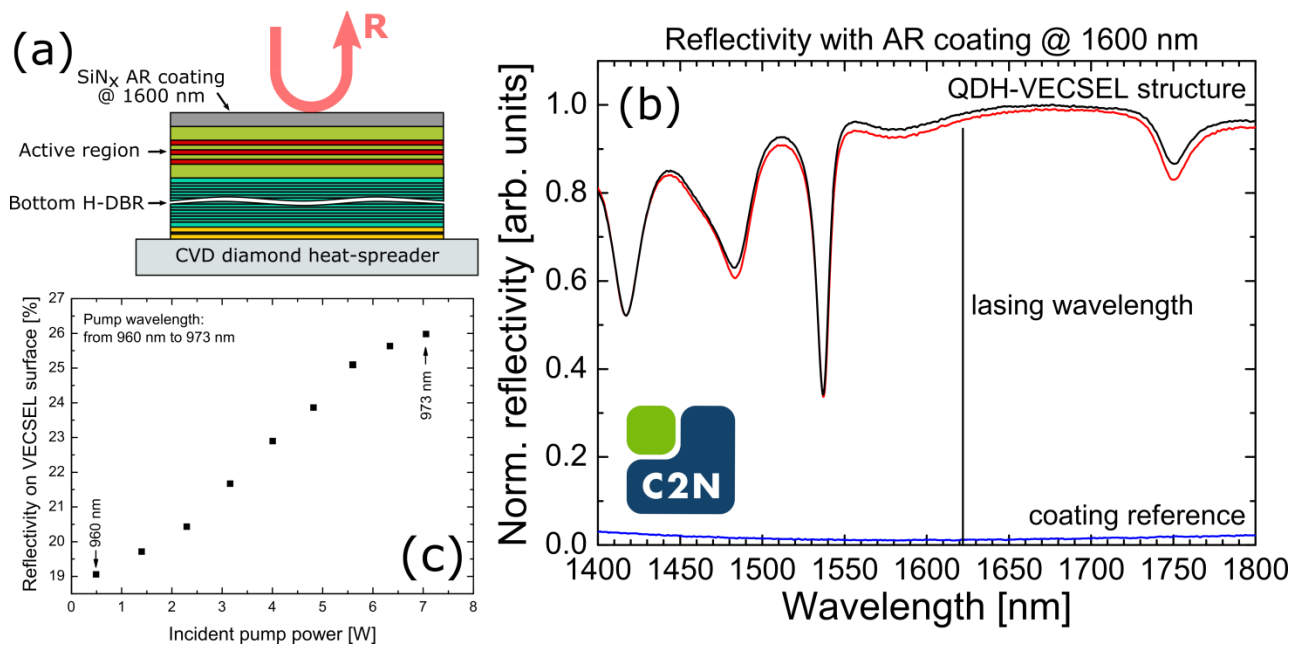 (a)
R
SiNx AR coating
@ 1600 nm
Active region
Bottom H-DBR
CVD diamond heat-spreader
Reflectivity with AR coating @ 1600 nm
(b)
QDH-VECSEL structure
lasing wavelength
C2N
coating reference
Norm. reflectivity [arb. units]
1.0
0.8
0.6
0.4
0.2
0.0
1400 1450 1500 1550 1600 1650 1700 1750 1800
Wavelength [nm]
Reflectivity on VECSEL surface [%]
27
26
25
24
23
22
21
20
19
Pump wavelength:
from 960 nm to 973 nm
960 nm
973 nm
(c)
0 1 2 3 4 5 6 7 8
Incident pump power [W]